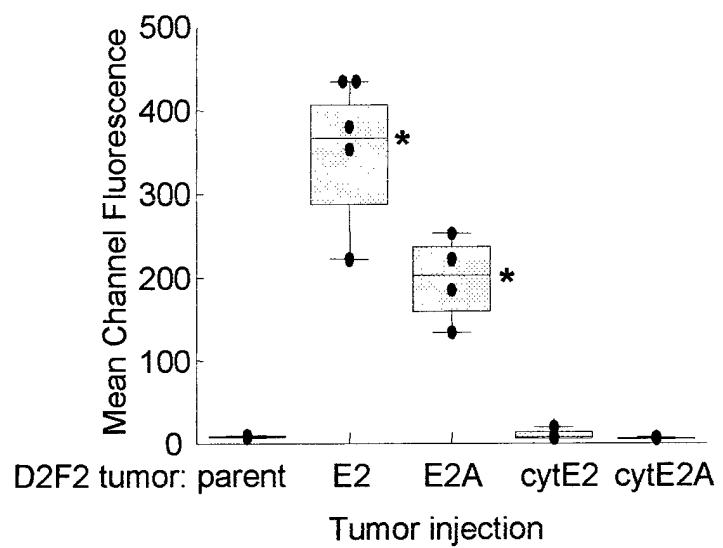 500
400
300
200
100
0
Mean Channel Fluorescence
*
*
D2F2 tumor: parent E2 E2A cytE2 cytE2A
Tumor injection